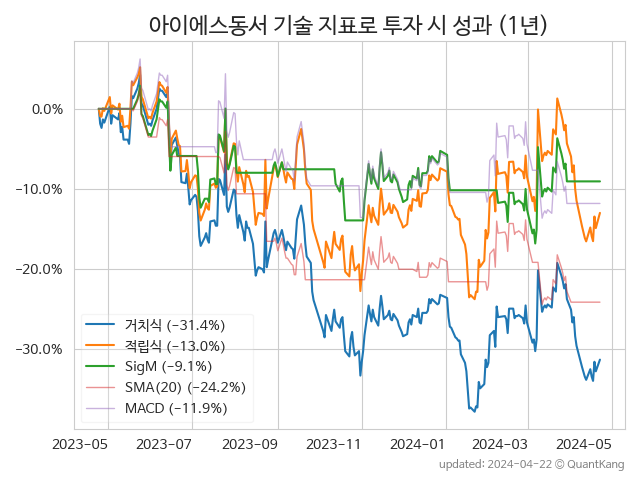 아이에스동서 기술 지표로 투자 시 성과 (1년)
0.0%
−10.0%
−20.0%
−30.0%
거치식 (−31.4%)
적립식 (−13.0%)
SigM (−9.1%)
SMA(20) (−24.2%)
MACD (−11.9%)
2023-05 2023-07 2023-09 2023-11 2024-01 2024-03 2024-05
updated: 2024-04-22 © QuantKang